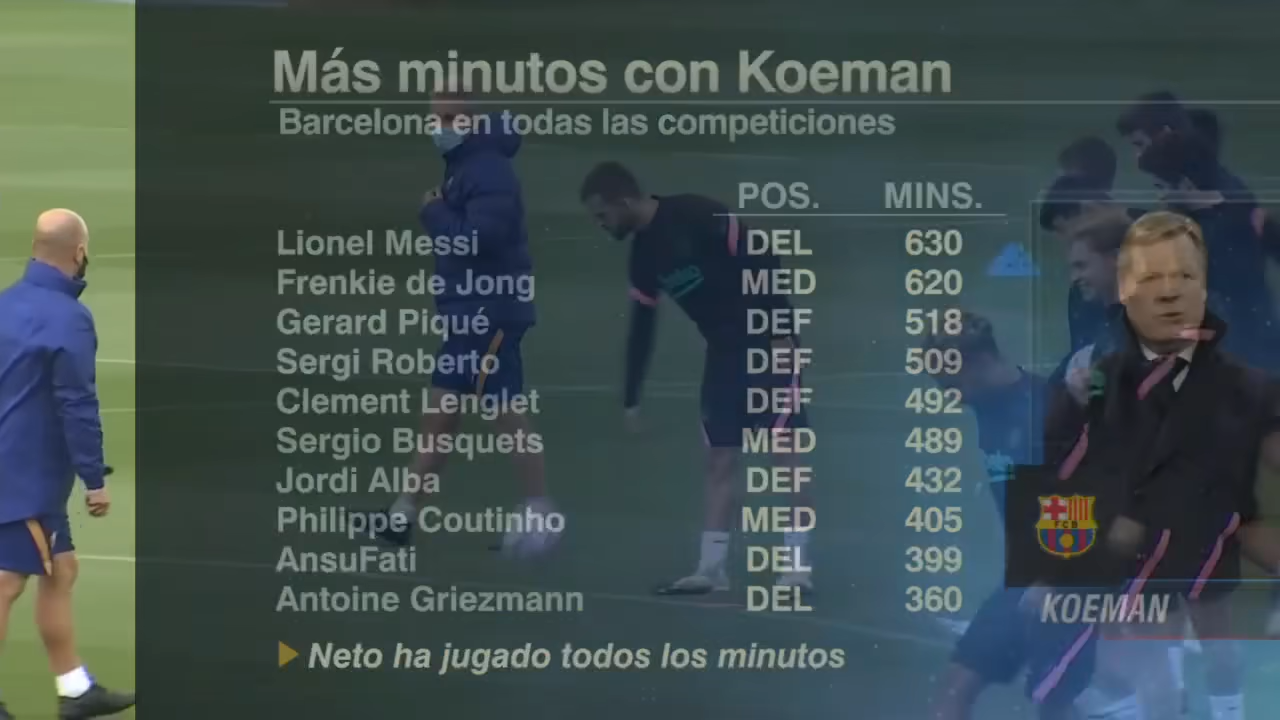 Más minutos con Koeman
Barcelona en todas las competiciones
POS. MINS.
Lionel Messi DEL 630
Frenkie de Jong MED 620
Gerard Piqué DEF 518
Sergi Roberto DEF 509
Clement Lenglet DEF 492
Sergio Busquets MED 489
Jordi Alba DEF 432
Philippe Coutinho MED 405
AnsuFati DEL 399
Antoine Griezmann DEL 360
Neto ha jugado todos los minutos
FCB
KOEMAN